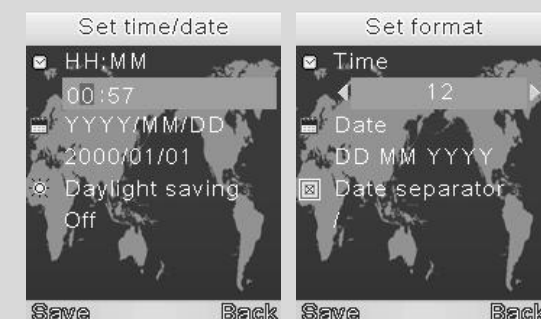 Set time/date
HH:MM
00:57
YYYY/MM/DD
2000/01/01
Daylight saving
Off
Save Back
Set format
Time
12
Date
DD MM YYYY
Date separator
/
Save Back